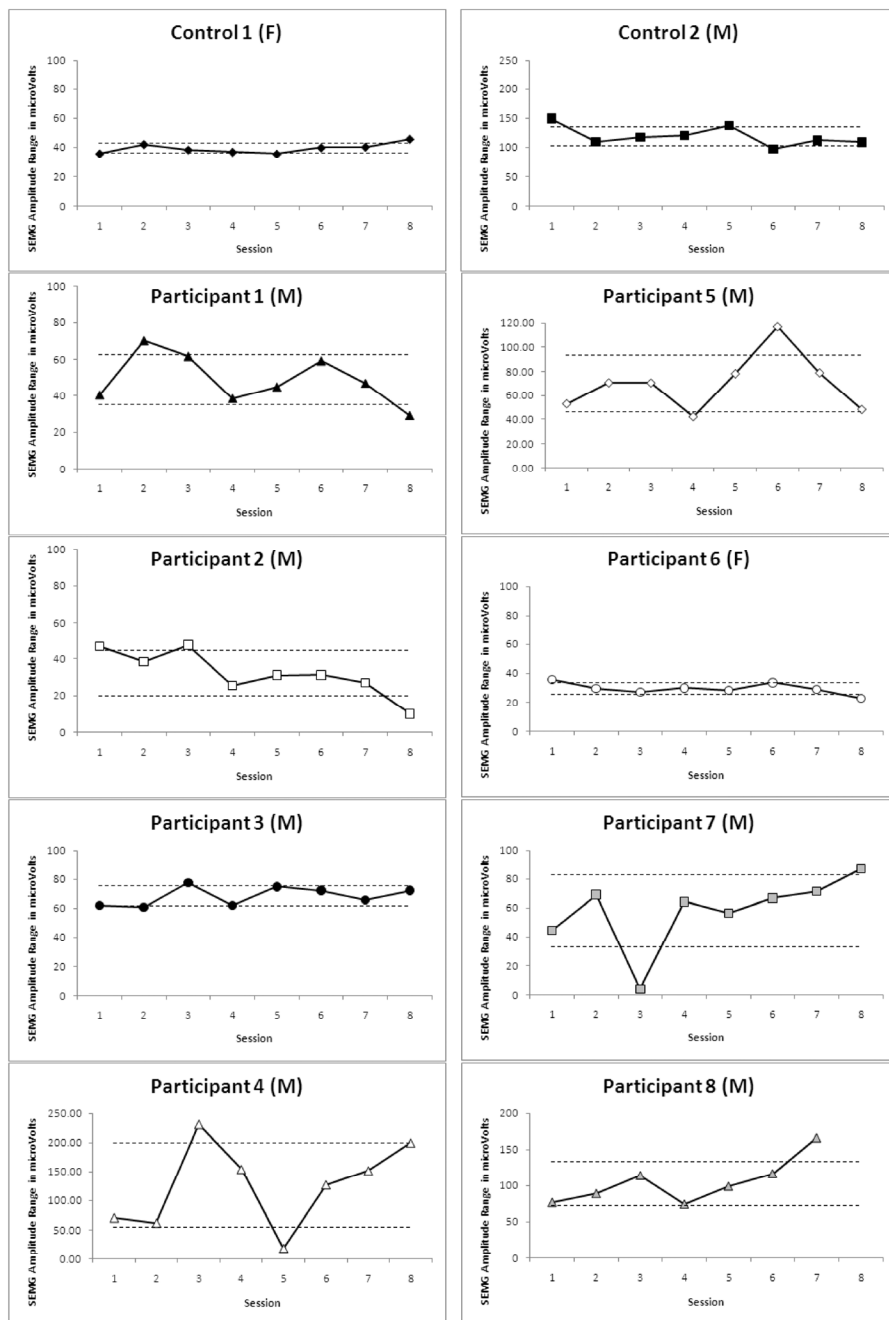 Control 1 (F)
SEMG Amplitude Range in microVolts
100
80
60
40
20
0
1 2 3 4 5 6 7 8
Session
Control 2 (M)
SEMG Amplitude Range in microVolts
250
200
150
100
50
0
1 2 3 4 5 6 7 8
Session
Participant 1 (M)
SEMG Amplitude Range in microVolts
100
80
60
40
20
0
1 2 3 4 5 6 7 8
Session
Participant 5 (M)
SEMG Amplitude Range in microVolts
120.00
100.00
80.00
60.00
40.00
20.00
0.00
1 2 3 4 5 6 7 8
Session
Participant 2 (M)
SEMG Amplitude Range in microVolts
100
80
60
40
20
0
1 2 3 4 5 6 7 8
Session
Participant 6 (F)
SEMG Amplitude Range in microVolts
100
80
60
40
20
0
1 2 3 4 5 6 7 8
Session
Participant 3 (M)
SEMG Amplitude Range in microVolts
100
80
60
40
20
0
1 2 3 4 5 6 7 8
Session
Participant 7 (M)
SEMG Amplitude Range in microVolts
100
80
60
40
20
0
1 2 3 4 5 6 7 8
Session
Participant 4 (M)
SEMG Amplitude Range in microVolts
250.00
200.00
150.00
100.00
50.00
0.00
1 2 3 4 5 6 7 8
Session
Participant 8 (M)
SEMG Amplitude Range in microVolts
200
150
100
50
0
1 2 3 4 5 6 7 8
Session